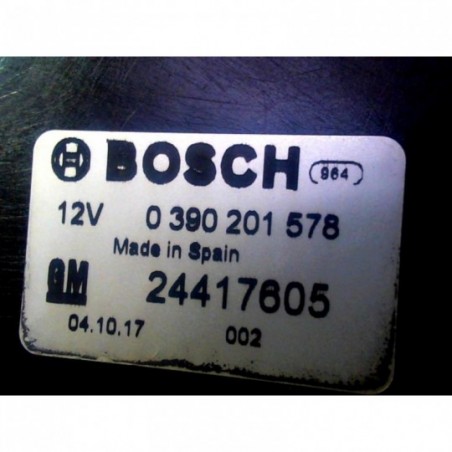 BOSCH 964
12V 0 390 201 578
Made in Spain
GM 24417605
04.10.17 002